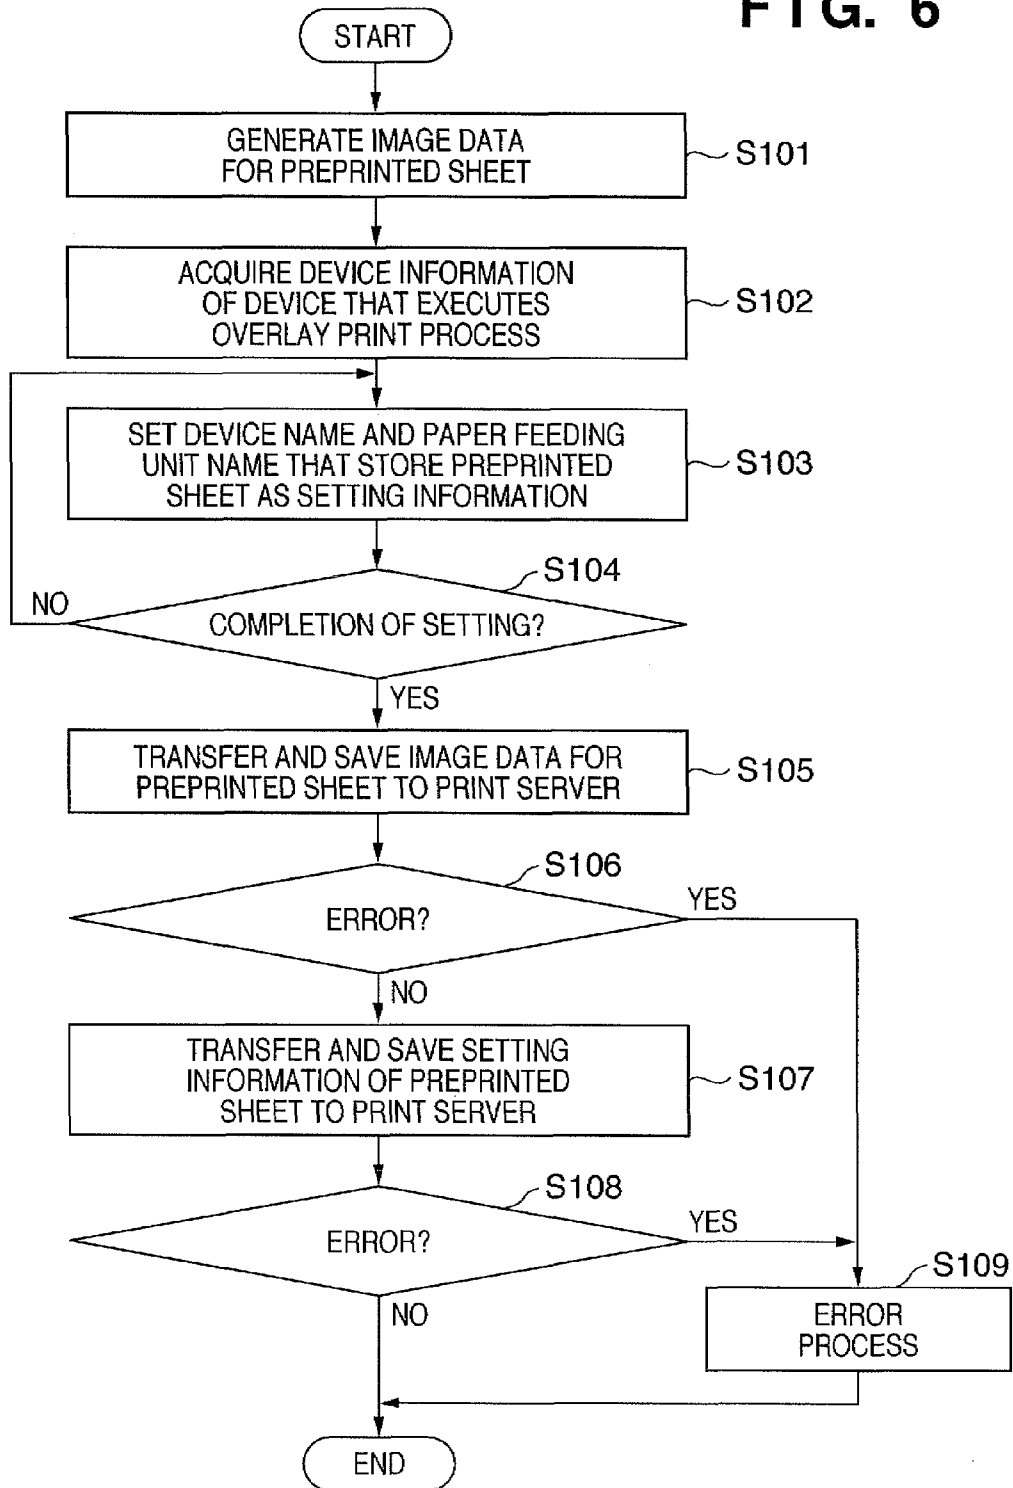 FIG. 6
START
GENERATE IMAGE DATA
FOR PREPRINTED SHEET
S101
ACQUIRE DEVICE INFORMATION
OF DEVICE THAT EXECUTES
OVERLAY PRINT PROCESS
S102
SET DEVICE NAME AND PAPER FEEDING
UNIT NAME THAT STORE PREPRINTED
SHEET AS SETTING INFORMATION
S103
S104
NO
COMPLETION OF SETTING?
YES
TRANSFER AND SAVE IMAGE DATA FOR
PREPRINTED SHEET TO PRINT SERVER
S105
S106
YES
ERROR?
NO
TRANSFER AND SAVE SETTING
INFORMATION OF PREPRINTED
SHEET TO PRINT SERVER
S107
S108
YES
ERROR?
NO
S109
ERROR
PROCESS
END